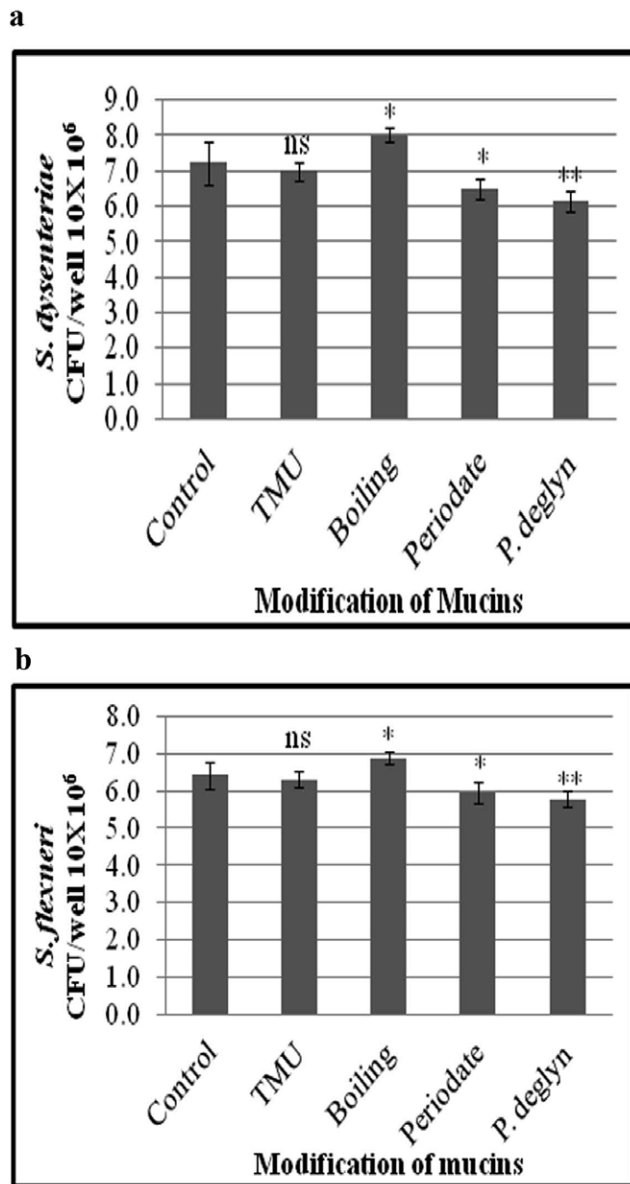 a
S. dysenteriae
CFU/well 10X10⁶
9.0
8.0
7.0
6.0
5.0
4.0
3.0
2.0
1.0
0.0
ns
*
*
**
Control
TMU
Boiling
Periodate
P. deglyn
Modification of Mucins
b
S.flexneri
CFU/well 10X10⁶
8.0
7.0
6.0
5.0
4.0
3.0
2.0
1.0
0.0
ns
*
*
**
Control
TMU
Boiling
Periodate
P. deglyn
Modification of mucins